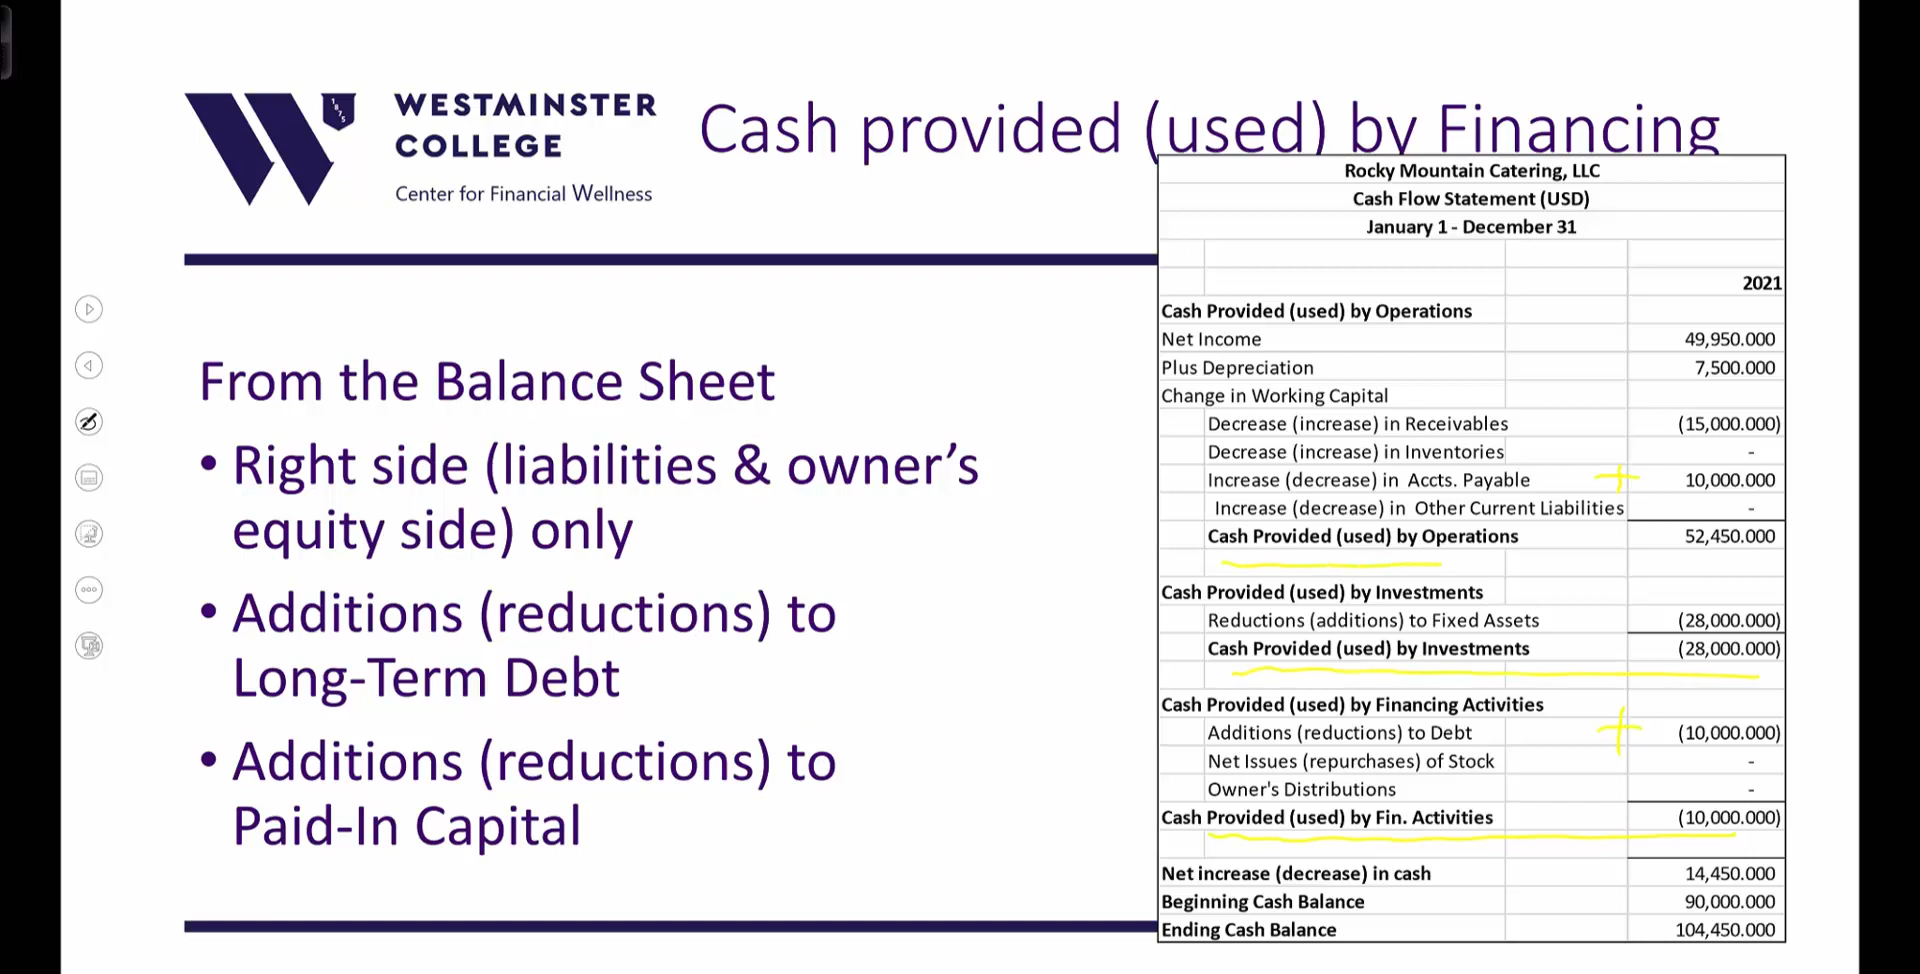 WESTMINSTER
COLLEGE
Center for Financial Wellness
1875
Cash provided (used) by Financing
From the Balance Sheet
• Right side (liabilities & owner's
equity side) only
• Additions (reductions) to
Long-Term Debt
• Additions (reductions) to
Paid-In Capital
Rocky Mountain Catering, LLC
Cash Flow Statement (USD)
January 1 - December 31
2021
Cash Provided (used) by Operations
Net Income 49,950.000
Plus Depreciation 7,500.000
Change in Working Capital
Decrease (increase) in Receivables (15,000.000)
Decrease (increase) in Inventories -
Increase (decrease) in Accts. Payable + 10,000.000
Increase (decrease) in Other Current Liabilities -
Cash Provided (used) by Operations 52,450.000
Cash Provided (used) by Investments
Reductions (additions) to Fixed Assets (28,000.000)
Cash Provided (used) by Investments (28,000.000)
Cash Provided (used) by Financing Activities
Additions (reductions) to Debt + (10,000.000)
Net Issues (repurchases) of Stock -
Owner's Distributions -
Cash Provided (used) by Fin. Activities (10,000.000)
Net increase (decrease) in cash 14,450.000
Beginning Cash Balance 90,000.000
Ending Cash Balance 104,450.000